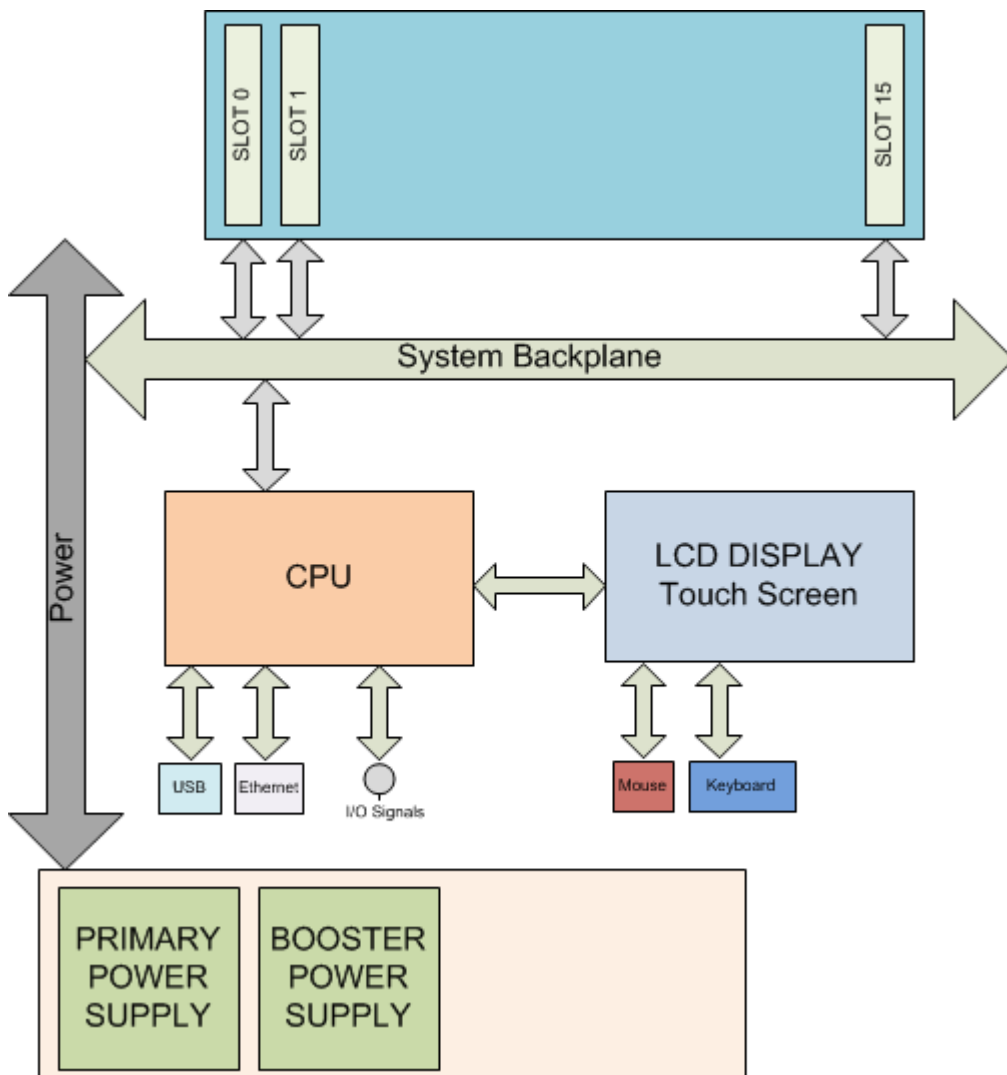 SLOT 0
SLOT 1
SLOT 15
System Backplane
Power
CPU
LCD DISPLAY
Touch Screen
USB
Ethernet
I/O Signals
Mouse
Keyboard
PRIMARY
POWER
SUPPLY
BOOSTER
POWER
SUPPLY